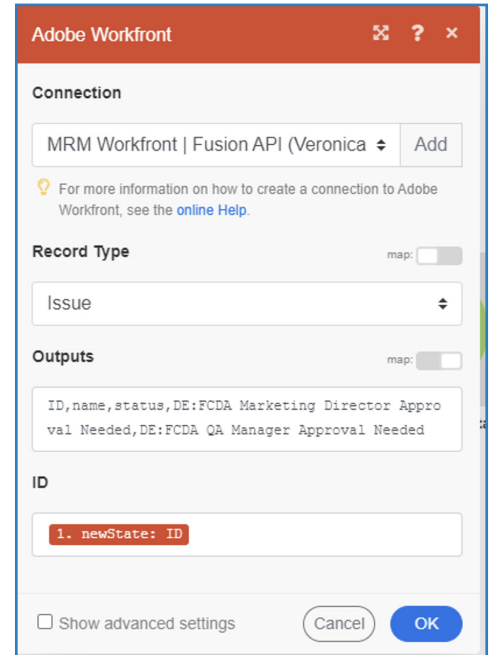 Adobe Workfront ? ×
Connection
MRM Workfront | Fusion API (Veronica Add
For more information on how to create a connection to Adobe
Workfront, see the online Help.
Record Type map:
Issue
Outputs map:
ID,name,status,DE:FCDA Marketing Director Appro
val Needed,DE:FCDA QA Manager Approval Needed
ID
1. newState: ID
Show advanced settings Cancel OK